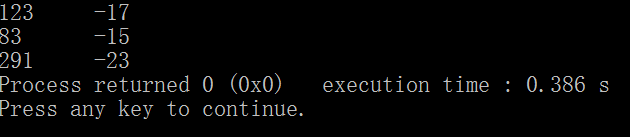 123     -17
83      -15
291     -23
Process returned 0 (0x0)   execution time : 0.386 s
Press any key to continue.